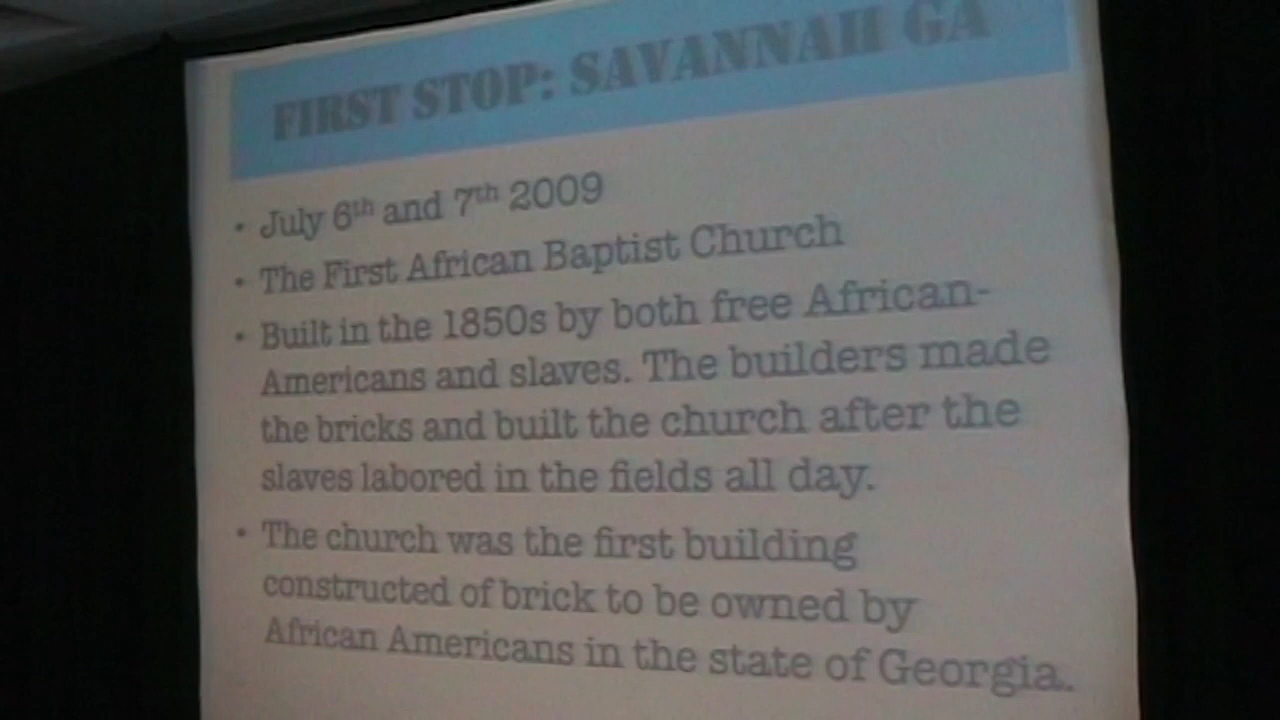 FIRST STOP: SAVANNAH GA
• July 6th and 7th 2009
• The First African Baptist Church
• Built in the 1850s by both free African-
Americans and slaves. The builders made
the bricks and built the church after the
slaves labored in the fields all day.
• The church was the first building
constructed of brick to be owned by
African Americans in the state of Georgia.